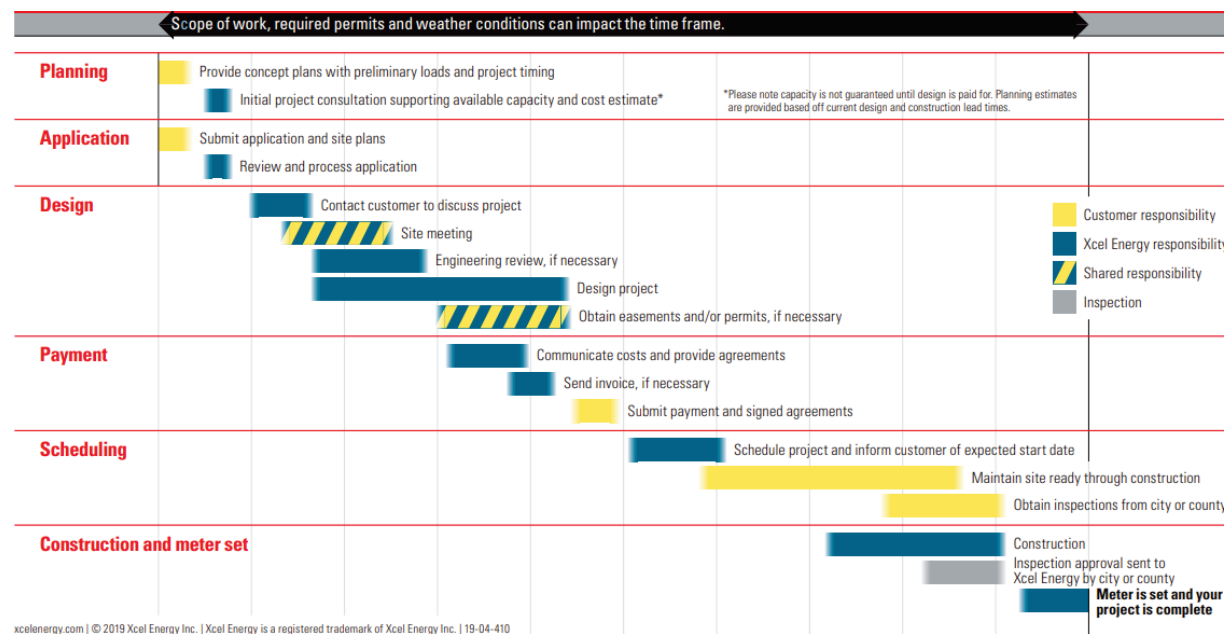 Scope of work, required permits and weather conditions can impact the time frame.
Planning
Provide concept plans with preliminary loads and project timing
Initial project consultation supporting available capacity and cost estimate*
*Please note capacity is not guaranteed until design is paid for. Planning estimates
are provided based off current design and construction lead times.
Application
Submit application and site plans
Review and process application
Design
Contact customer to discuss project
Site meeting
Engineering review, if necessary
Design project
Obtain easements and/or permits, if necessary
Customer responsibility
Xcel Energy responsibility
Shared responsibility
Inspection
Payment
Communicate costs and provide agreements
Send invoice, if necessary
Submit payment and signed agreements
Scheduling
Schedule project and inform customer of expected start date
Maintain site ready through construction
Obtain inspections from city or county
Construction and meter set
Construction
Inspection approval sent to
Xcel Energy by city or county
Meter is set and your
project is complete
xcelenergy.com | © 2019 Xcel Energy Inc. | Xcel Energy is a registered trademark of Xcel Energy Inc. | 19-04-410